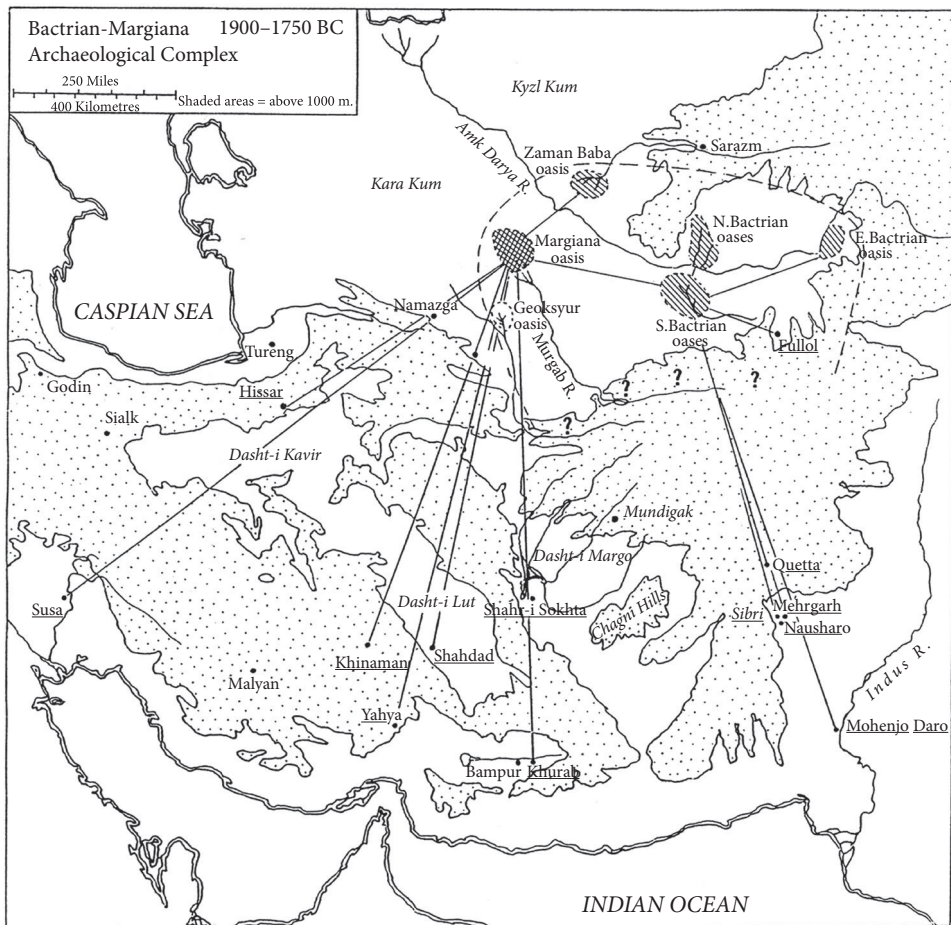 Bactrian-Margiana 1900–1750 BC
Archaeological Complex
250 Miles
400 Kilometres
Shaded areas = above 1000 m.
Kyzl Kum
Amk Darya R.
Sarazm
Zaman Baba
oasis
Kara Kum
N.Bactrian
oases
E.Bactrian
oasis
Margiana
oasis
CASPIAN SEA
Namazga
Geoksyur
oasis
S.Bactrian
oases
Fullol
Tureng
Murgab R.
Godin
Hissar
? ? ?
?
Sialk
Dasht-i Kavir
Mundigak
Dasht-i Margo
Quetta
Susa
Dasht-i Lut
Shahr-i Sokhta
Chagni Hills
Sibri
Mehrgarh
Nausharo
Khinaman
Shahdad
Malyan
Indus R.
Yahya
Mohenjo Daro
Bampur
Khurab
INDIAN OCEAN